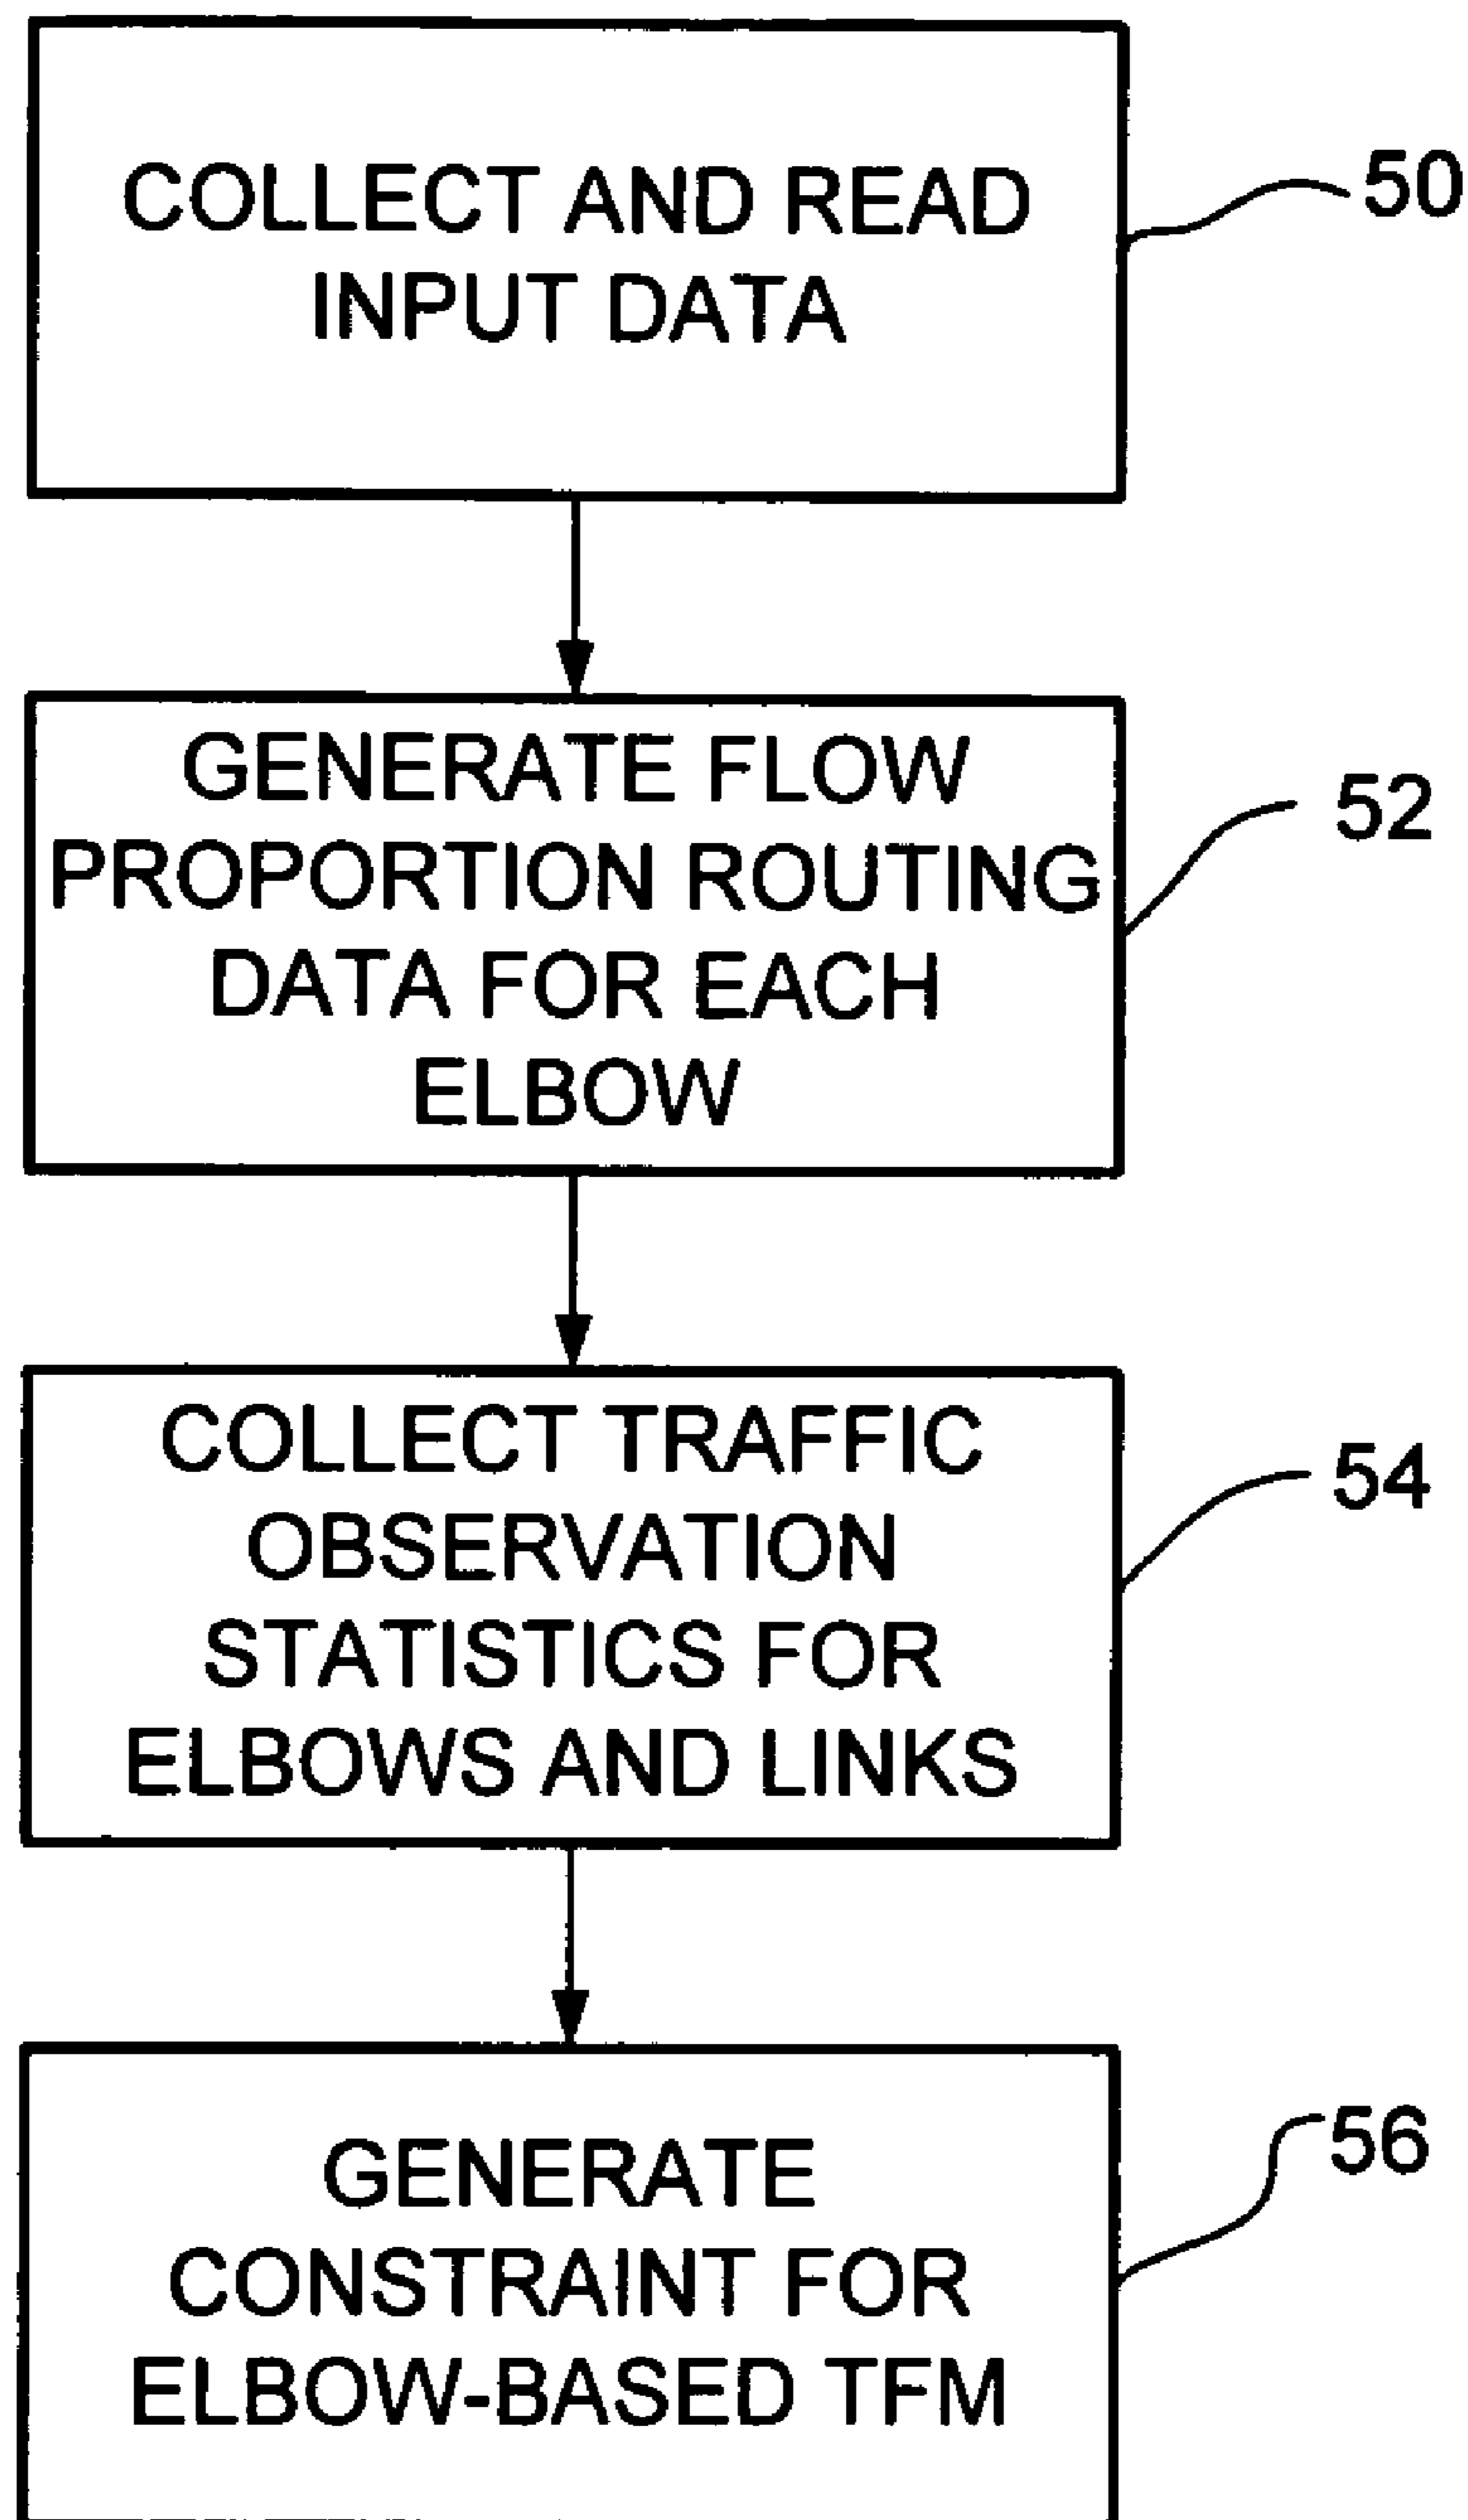 COLLECT AND READ
INPUT DATA
50
GENERATE FLOW
PROPORTION ROUTING
DATA FOR EACH
ELBOW
52
COLLECT TRAFFIC
OBSERVATION
STATISTICS FOR
ELBOWS AND LINKS
54
GENERATE
CONSTRAINT FOR
ELBOW-BASED TFM
56